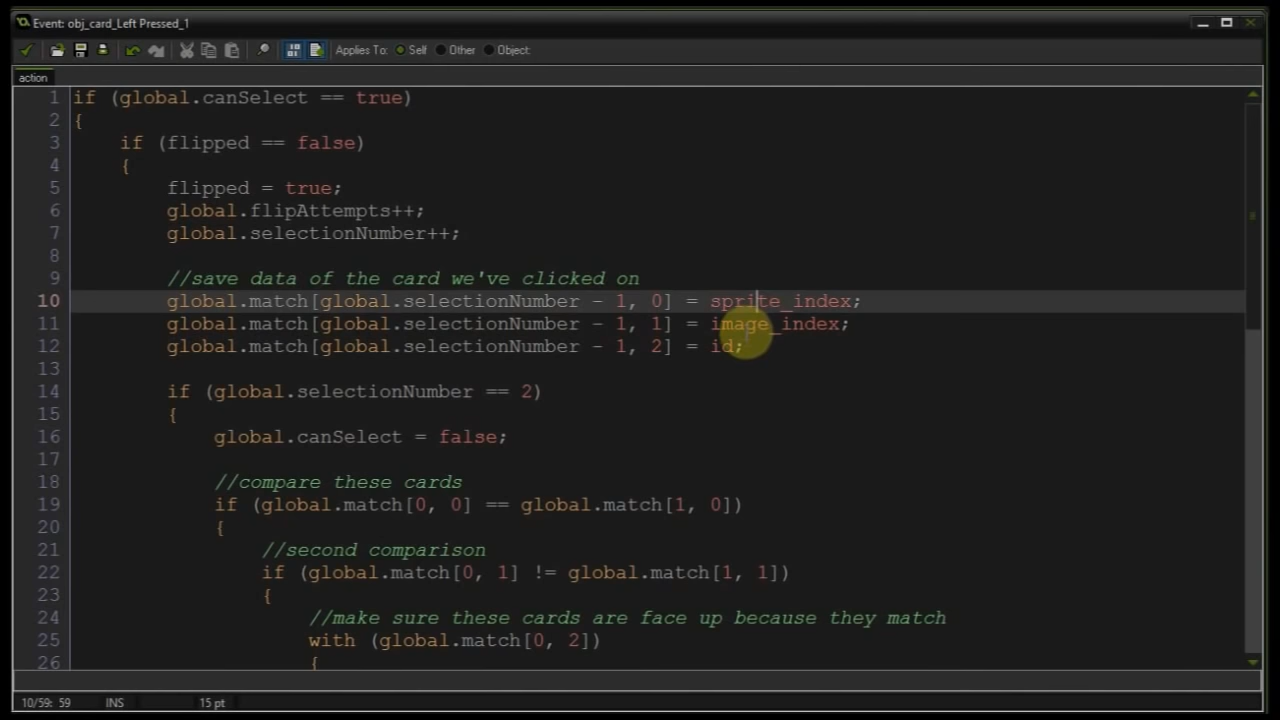 Event: obj_card_Left Pressed_1
Applies To: Self Other Object:
action
1 if (global.canSelect == true)
2 {
3 if (flipped == false)
4 {
5 flipped = true;
6 global.flipAttempts++;
7 global.selectionNumber++;
8
9 //save data of the card we've clicked on
10 global.match[global.selectionNumber - 1, 0] = sprite_index;
11 global.match[global.selectionNumber - 1, 1] = image_index;
12 global.match[global.selectionNumber - 1, 2] = id;
13
14 if (global.selectionNumber == 2)
15 {
16 global.canSelect = false;
17
18 //compare these cards
19 if (global.match[0, 0] == global.match[1, 0])
20 {
21 //second comparison
22 if (global.match[0, 1] != global.match[1, 1])
23 {
24 //make sure these cards are face up because they match
25 with (global.match[0, 2])
26 {
10/59: 59 INS 15 pt